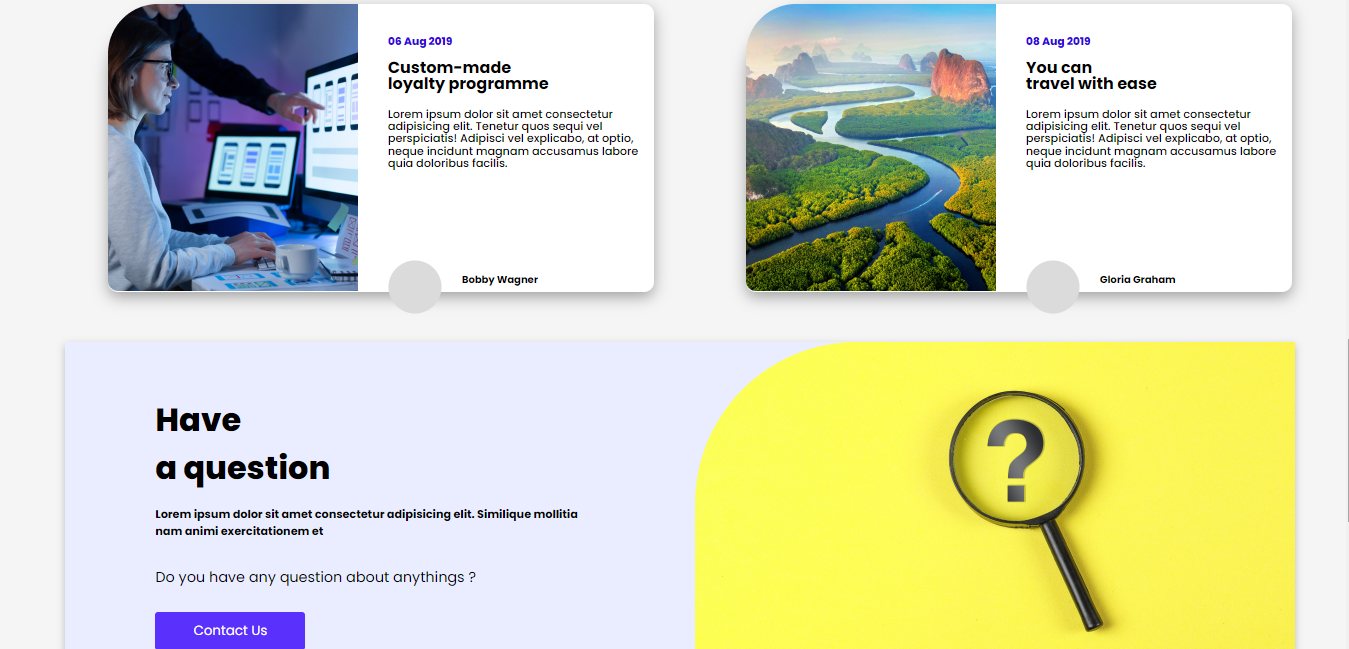 06 Aug 2019
Custom-made
loyalty programme
Lorem ipsum dolor sit amet consectetur
adipisicing elit. Tenetur quos sequi vel
perspiciatis! Adipisci vel explicabo, at optio,
neque incidunt magnam accusamus labore
quia doloribus facilis.
Bobby Wagner
08 Aug 2019
You can
travel with ease
Lorem ipsum dolor sit amet consectetur
adipisicing elit. Tenetur quos sequi vel
perspiciatis! Adipisci vel explicabo, at optio,
neque incidunt magnam accusamus labore
quia doloribus facilis.
Gloria Graham
Have
a question
Lorem ipsum dolor sit amet consectetur adipisicing elit. Similique mollitia
nam animi exercitationem et
Do you have any question about anythings ?
Contact Us
?